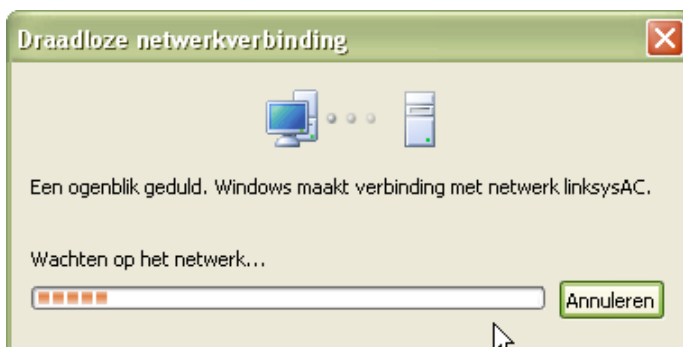 Draadloze netwerkverbinding
Een ogenblik geduld. Windows maakt verbinding met netwerk linksysAC.
Wachten op het netwerk...
Annuleren